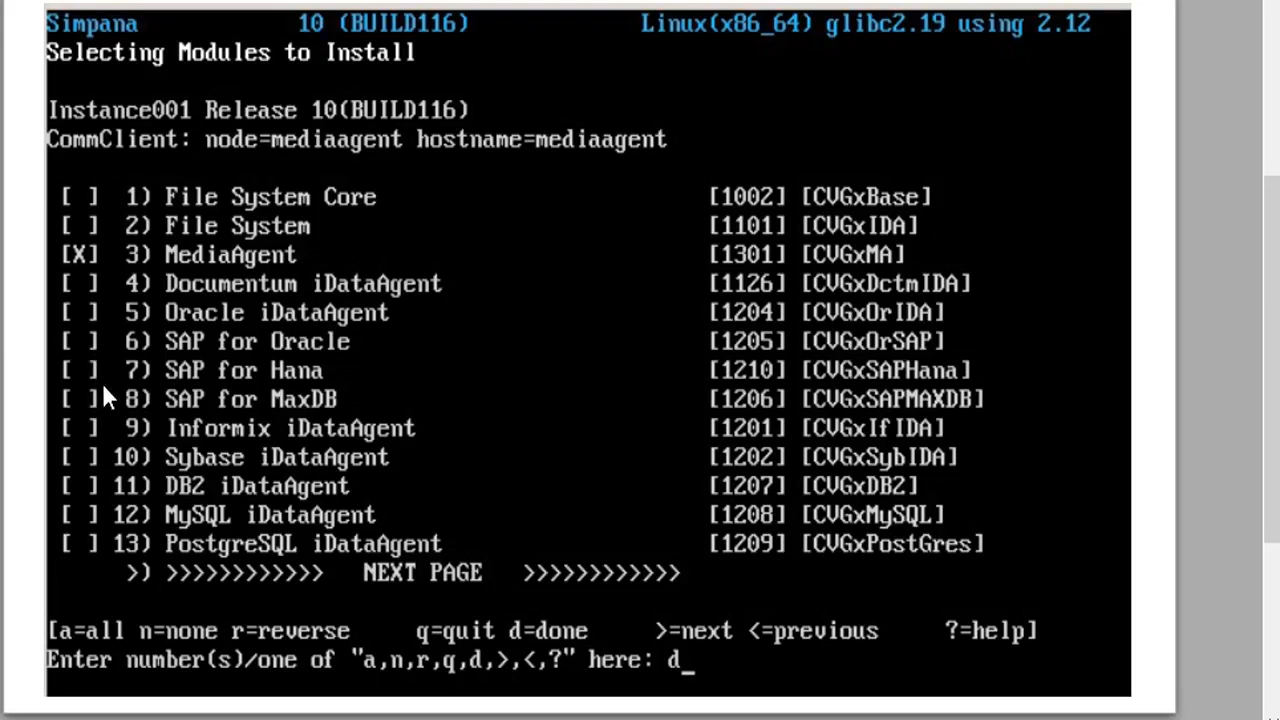 Simpana 10 (BUILD116) Linux(x86_64) glibc2.19 using 2.12
Selecting Modules to Install
Instance001 Release 10(BUILD116)
CommClient: node=mediaagent hostname=mediaagent
[ ] 1) File System Core [1002] [CVGxBase]
[ ] 2) File System [1101] [CVGxIDA]
[X] 3) MediaAgent [1301] [CVGxMA]
[ ] 4) Documentum iDataAgent [1126] [CVGxDctmIDA]
[ ] 5) Oracle iDataAgent [1204] [CVGxOrIDA]
[ ] 6) SAP for Oracle [1205] [CVGxOrSAP]
[ ] 7) SAP for Hana [1210] [CVGxSAPHana]
[ ] 8) SAP for MaxDB [1206] [CVGxSAPMAXDB]
[ ] 9) Informix iDataAgent [1201] [CVGxIfIDA]
[ ] 10) Sybase iDataAgent [1202] [CVGxSybIDA]
[ ] 11) DB2 iDataAgent [1207] [CVGxDB2]
[ ] 12) MySQL iDataAgent [1208] [CVGxMySQL]
[ ] 13) PostgreSQL iDataAgent [1209] [CVGxPostGres]
>) >>>>>>>>>>>> NEXT PAGE >>>>>>>>>>>>
[a=all n=none r=reverse q=quit d=done >=next <=previous ?=help]
Enter number(s)/one of "a,n,r,q,d,>,<,?" here: d_